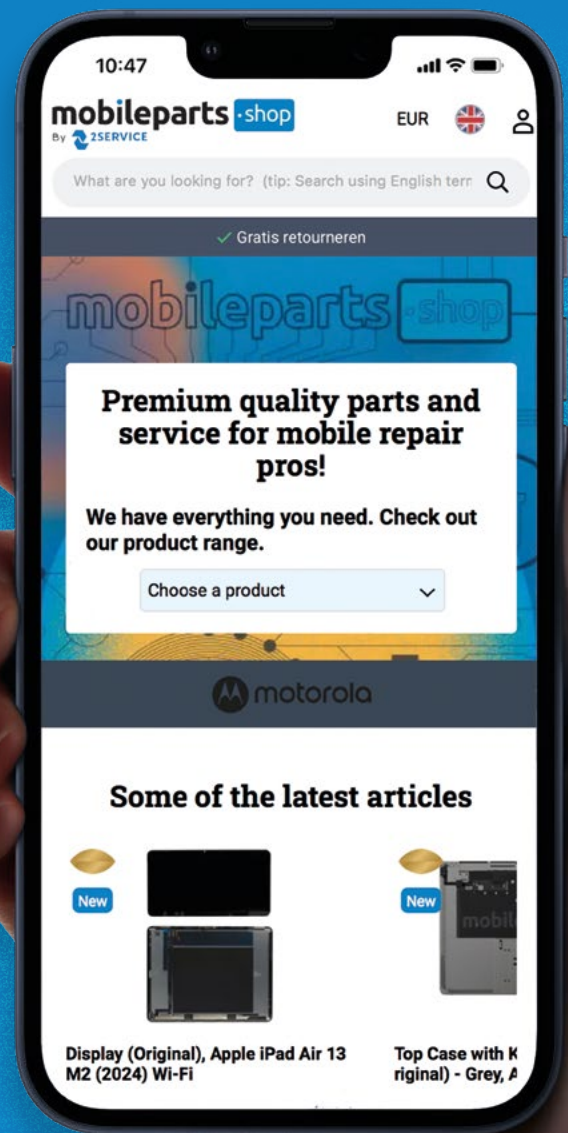 10:47
mobileparts·shop
By 2SERVICE
EUR
What are you looking for? (tip: Search using English term
✓ Gratis retourneren
mobileparts·shop
Premium quality parts and
service for mobile repair
pros!
We have everything you need. Check out
our product range.
Choose a product
motorola
Some of the latest articles
New
New
mobil
Display (Original), Apple iPad Air 13
M2 (2024) Wi-Fi
Top Case with K
riginal) - Grey, A